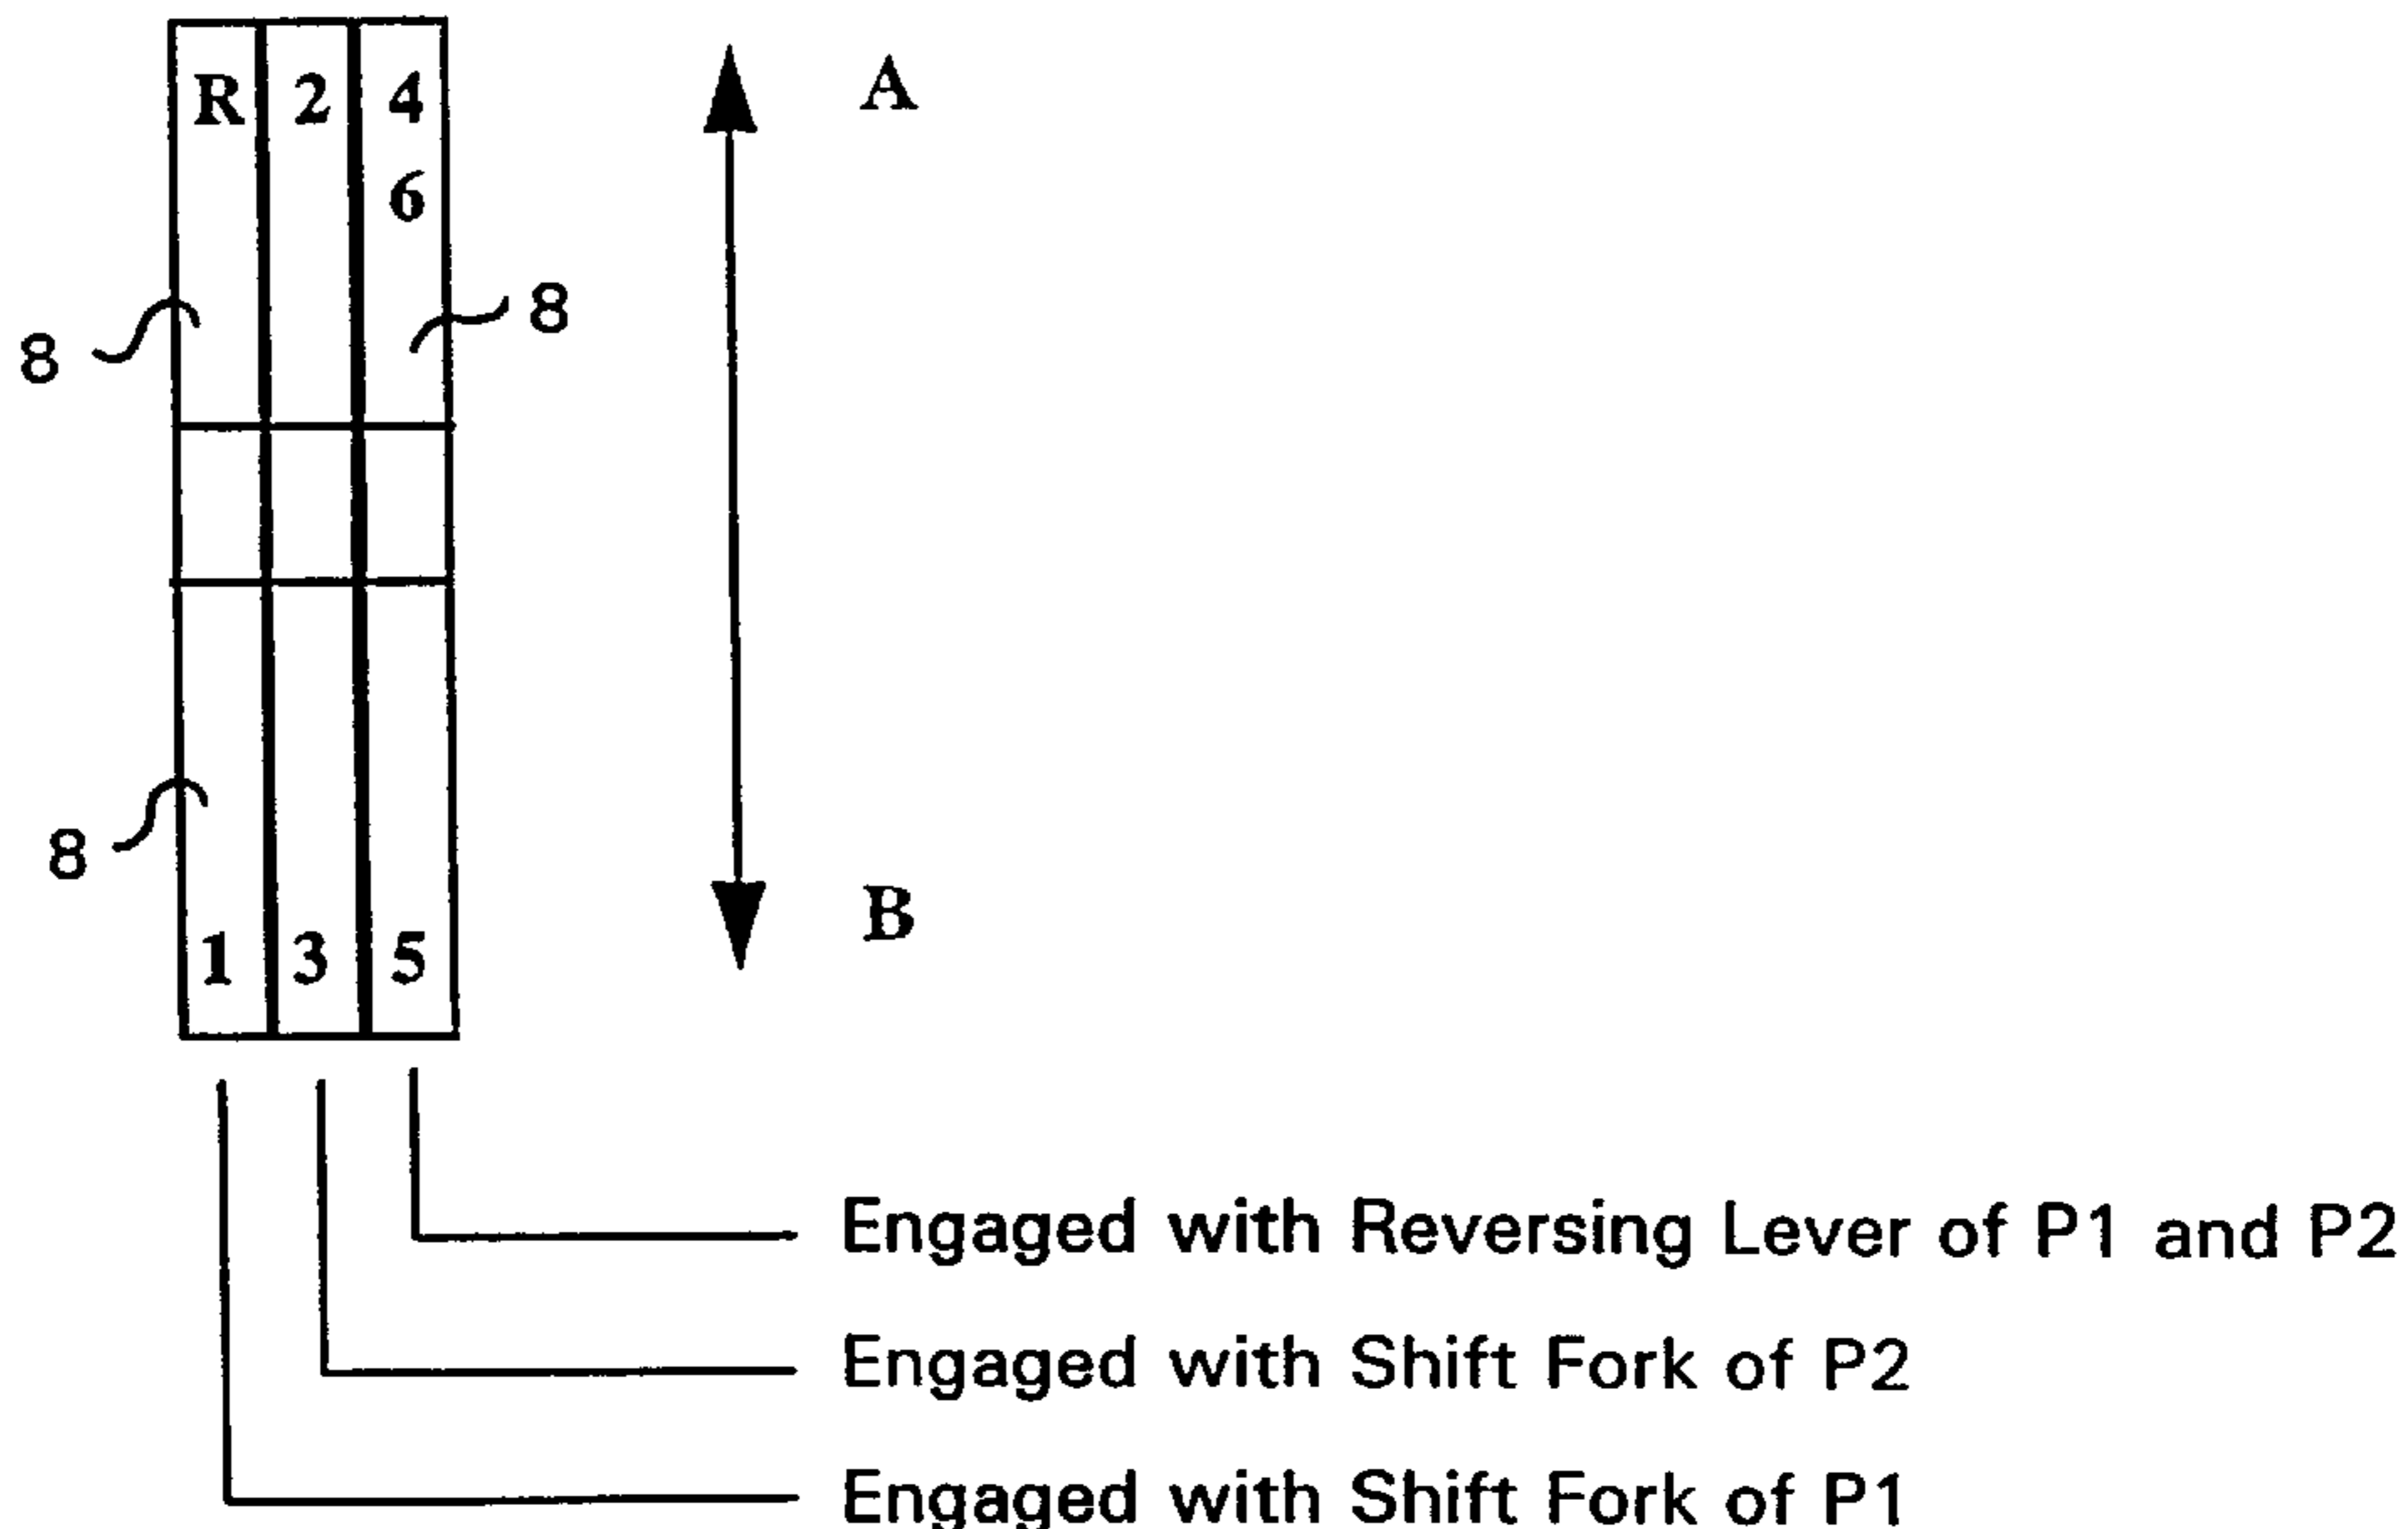 R 2 4 A
6
8
8
8
1 3 5 B
Engaged with Reversing Lever of P1 and P2
Engaged with Shift Fork of P2
Engaged with Shift Fork of P1